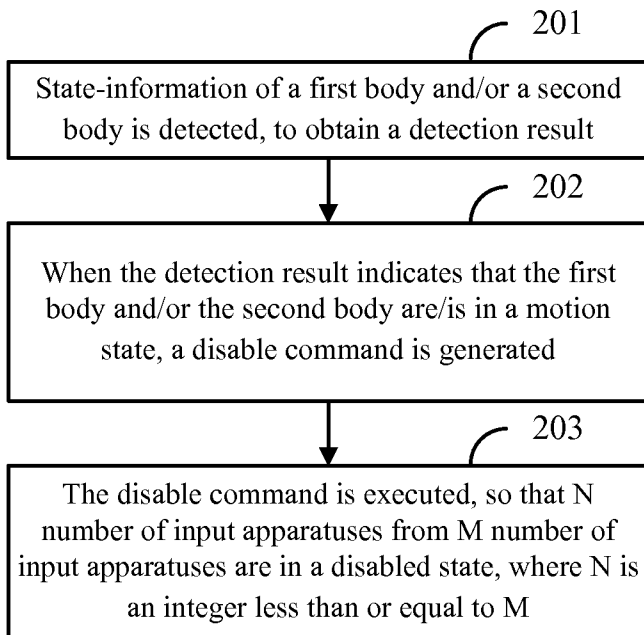 201
State-information of a first body and/or a second
body is detected, to obtain a detection result
202
When the detection result indicates that the first
body and/or the second body are/is in a motion
state, a disable command is generated
203
The disable command is executed, so that N
number of input apparatuses from M number of
input apparatuses are in a disabled state, where N is
an integer less than or equal to M